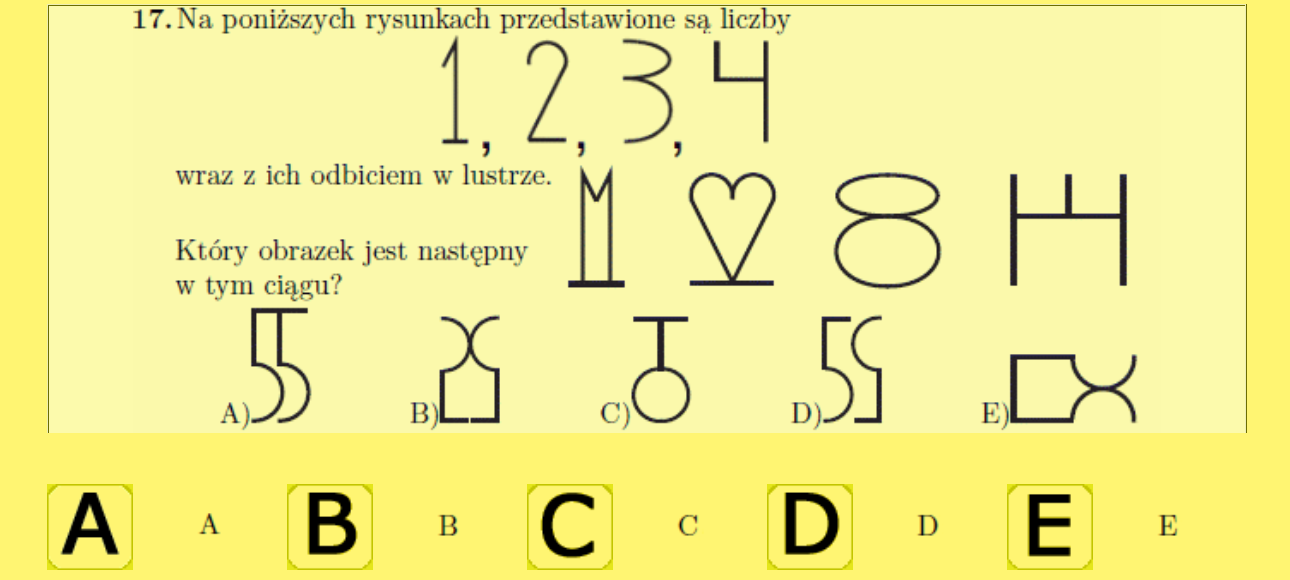 17. Na poniższych rysunkach przedstawione są liczby
1, 2, 3, 4
wraz z ich odbiciem w lustrze.
Który obrazek jest następny
w tym ciągu?
A) B) C) D) E)
A A B B C C D D E E